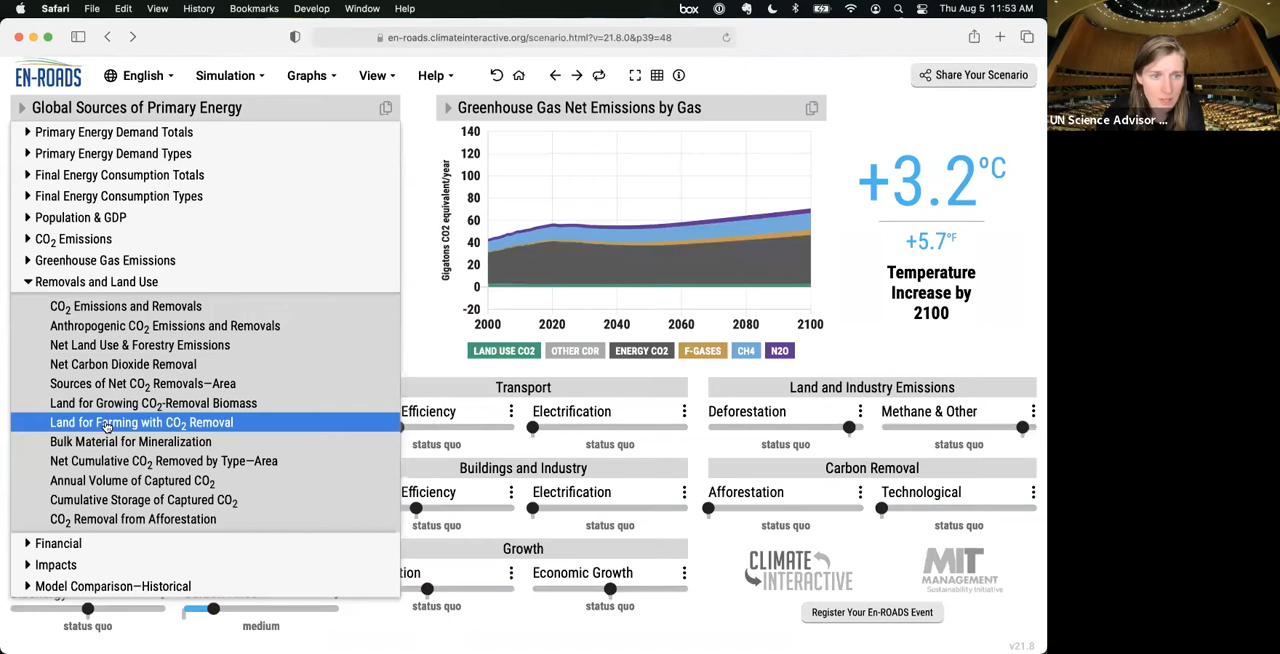 Safari File Edit View History Bookmarks Develop Window Help box Thu Aug 5 11:53 AM
en-roads.climateinteractive.org/scenario.html?v=21.8.0&p39=48
EN-ROADS English Simulation Graphs View Help Share Your Scenario
Global Sources of Primary Energy
Primary Energy Demand Totals
Primary Energy Demand Types
Final Energy Consumption Totals
Final Energy Consumption Types
Population & GDP
CO2 Emissions
Greenhouse Gas Emissions
Removals and Land Use
CO2 Emissions and Removals
Anthropogenic CO2 Emissions and Removals
Net Land Use & Forestry Emissions
Net Carbon Dioxide Removal
Sources of Net CO2 Removals—Area
Land for Growing CO2-Removal Biomass
Land for Farming with CO2 Removal
Bulk Material for Mineralization
Net Cumulative CO2 Removed by Type—Area
Annual Volume of Captured CO2
Cumulative Storage of Captured CO2
CO2 Removal from Afforestation
Financial
Impacts
Model Comparison—Historical
status quo
medium
Greenhouse Gas Net Emissions by Gas
Gigatons CO2 equivalent/year
140
120
100
80
60
40
20
0
-20
2000 2020 2040 2060 2080 2100
LAND USE CO2 OTHER CDR ENERGY CO2 F-GASES CH4 N2O
+3.2°C
+5.7°F
Temperature
Increase by
2100
Transport
Efficiency Electrification
status quo status quo
Buildings and Industry
Efficiency Electrification
status quo status quo
Growth
tion Economic Growth
status quo status quo
Land and Industry Emissions
Deforestation Methane & Other
status quo status quo
Carbon Removal
Afforestation Technological
status quo status quo
CLIMATE
INTERACTIVE
MIT
MANAGEMENT
Sustainability Initiative
Register Your En-ROADS Event
v21.8
UN Science Advisor ...